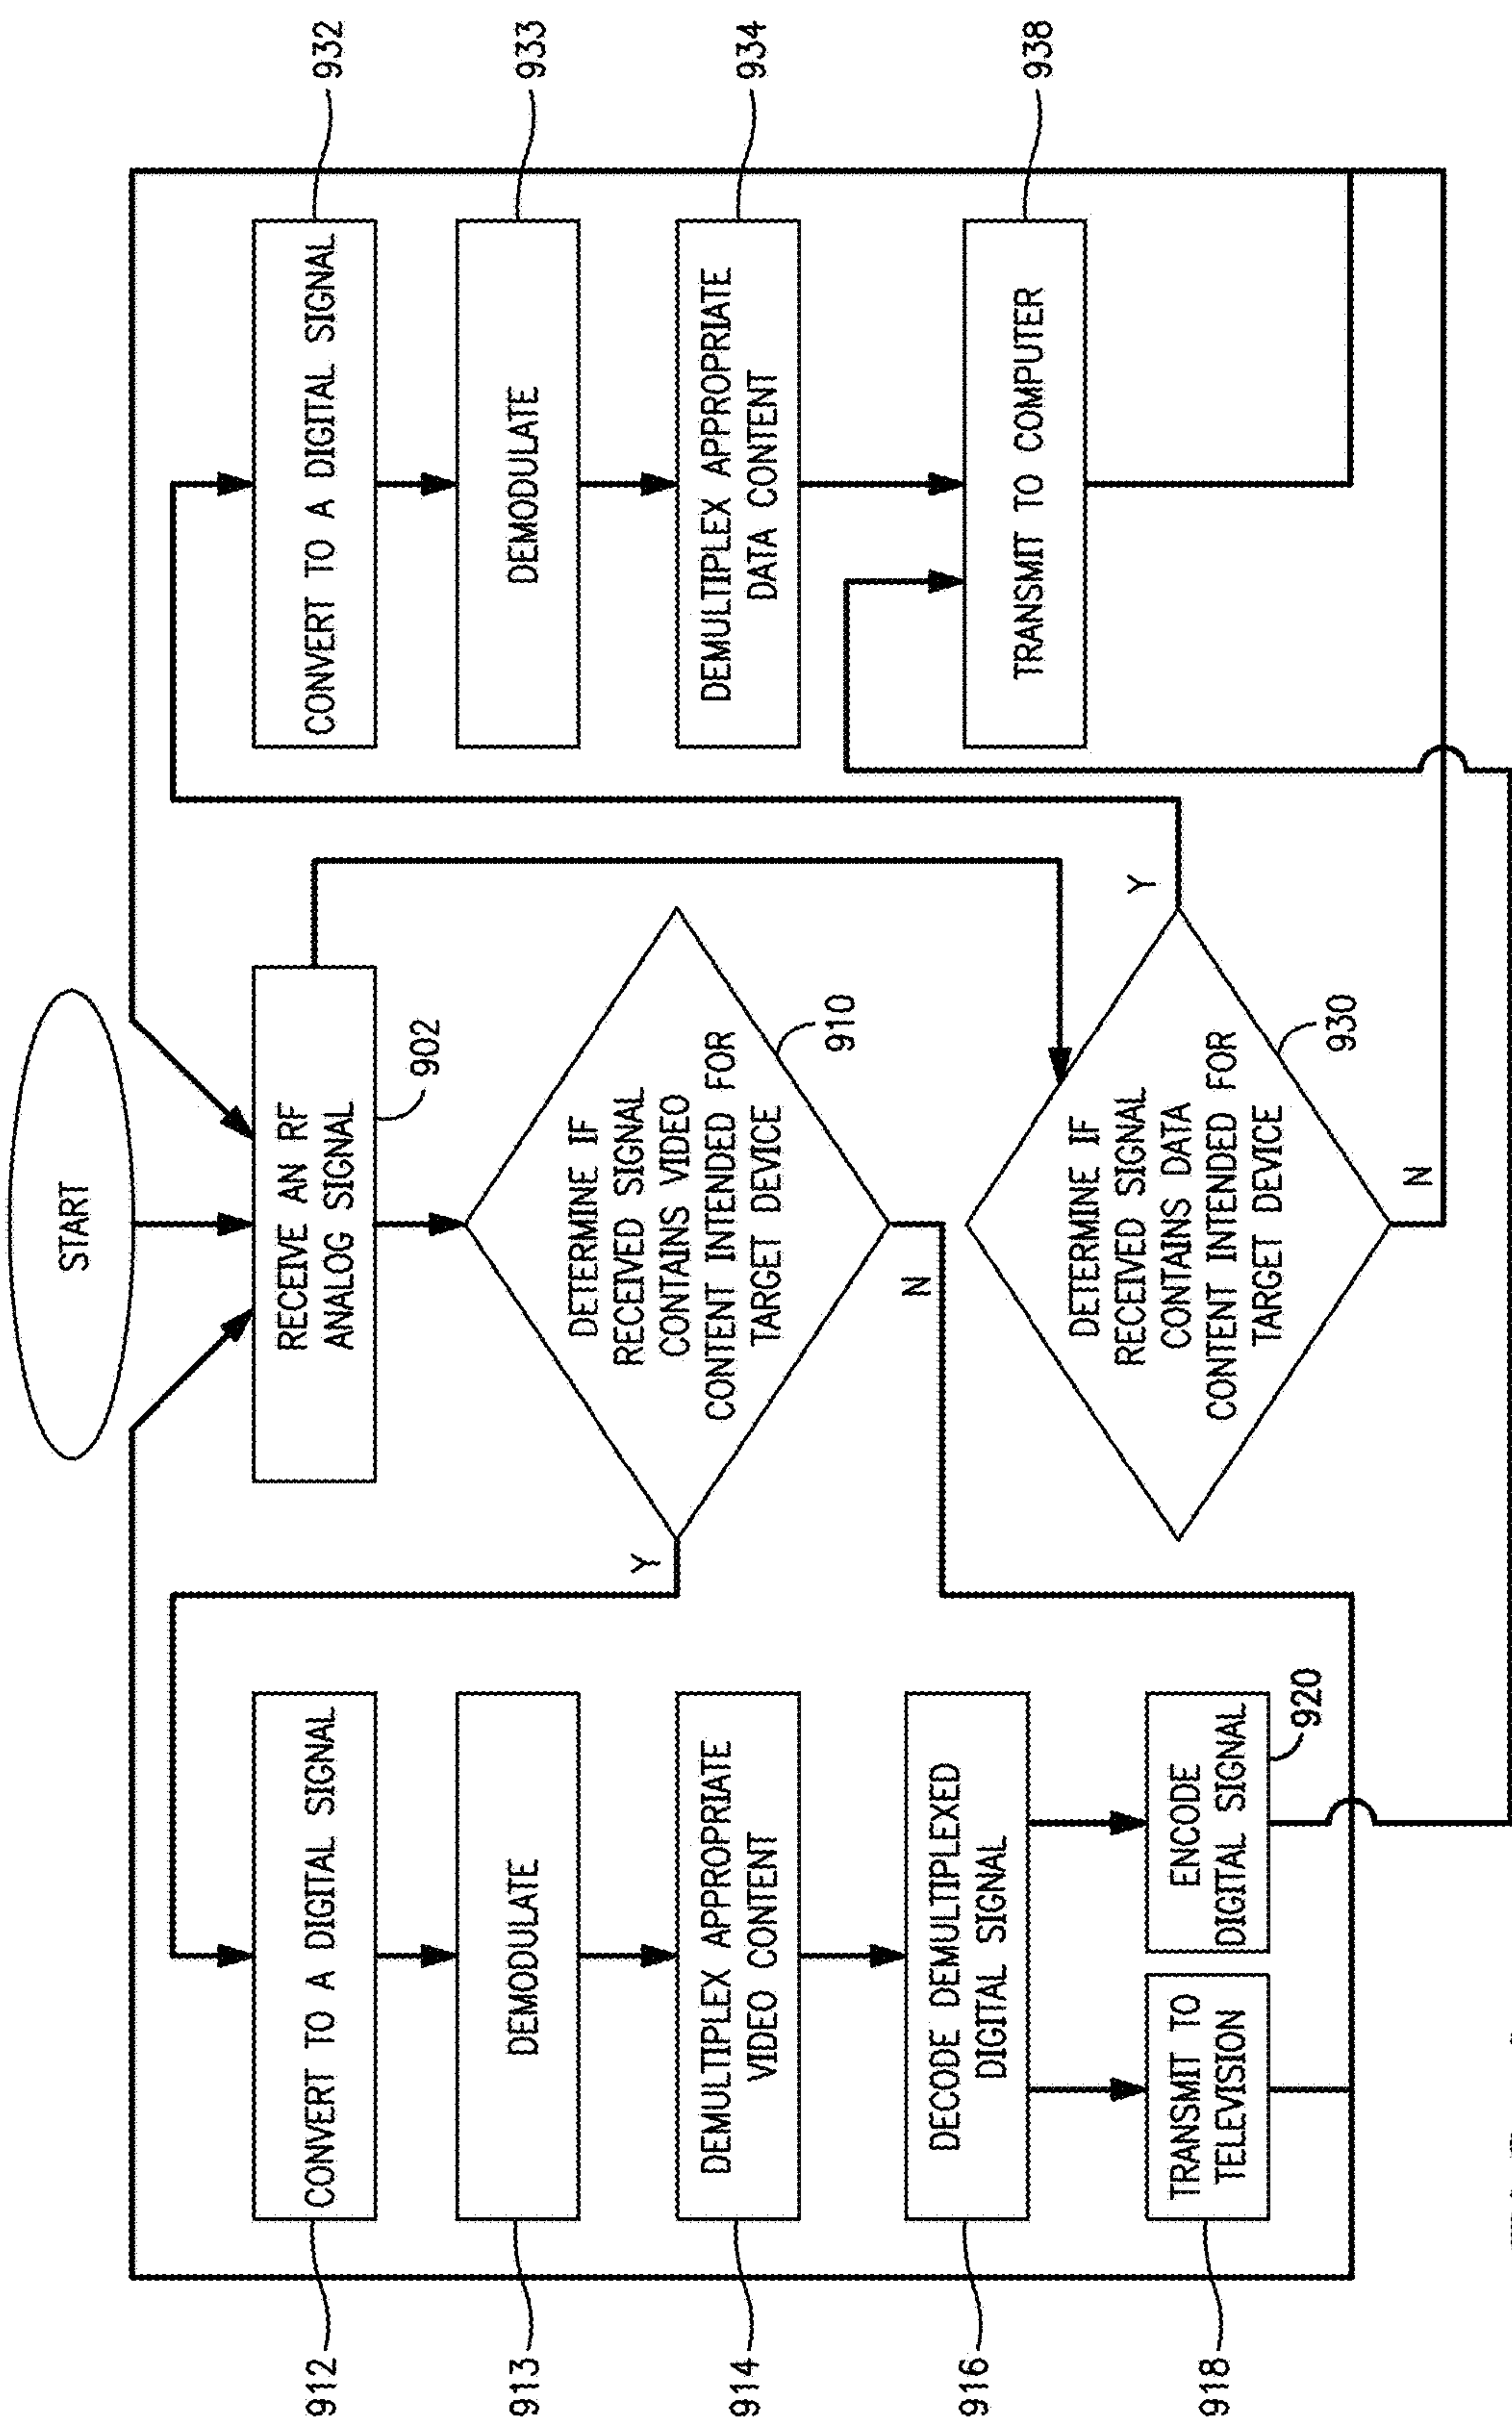 START
RECEIVE AN RF
ANALOG SIGNAL
902
DETERMINE IF
RECEIVED SIGNAL
CONTAINS VIDEO
CONTENT INTENDED FOR
TARGET DEVICE
910
Y
N
912
CONVERT TO A DIGITAL SIGNAL
913
DEMODULATE
914
DEMULTIPLEX APPROPRIATE
VIDEO CONTENT
916
DECODE DEMULTIPLEXED
DIGITAL SIGNAL
918
TRANSMIT TO
TELEVISION
ENCODE
DIGITAL SIGNAL
920
DETERMINE IF
RECEIVED SIGNAL
CONTAINS DATA
CONTENT INTENDED FOR
TARGET DEVICE
930
Y
N
CONVERT TO A DIGITAL SIGNAL
932
DEMODULATE
933
DEMULTIPLEX APPROPRIATE
DATA CONTENT
934
TRANSMIT TO COMPUTER
938